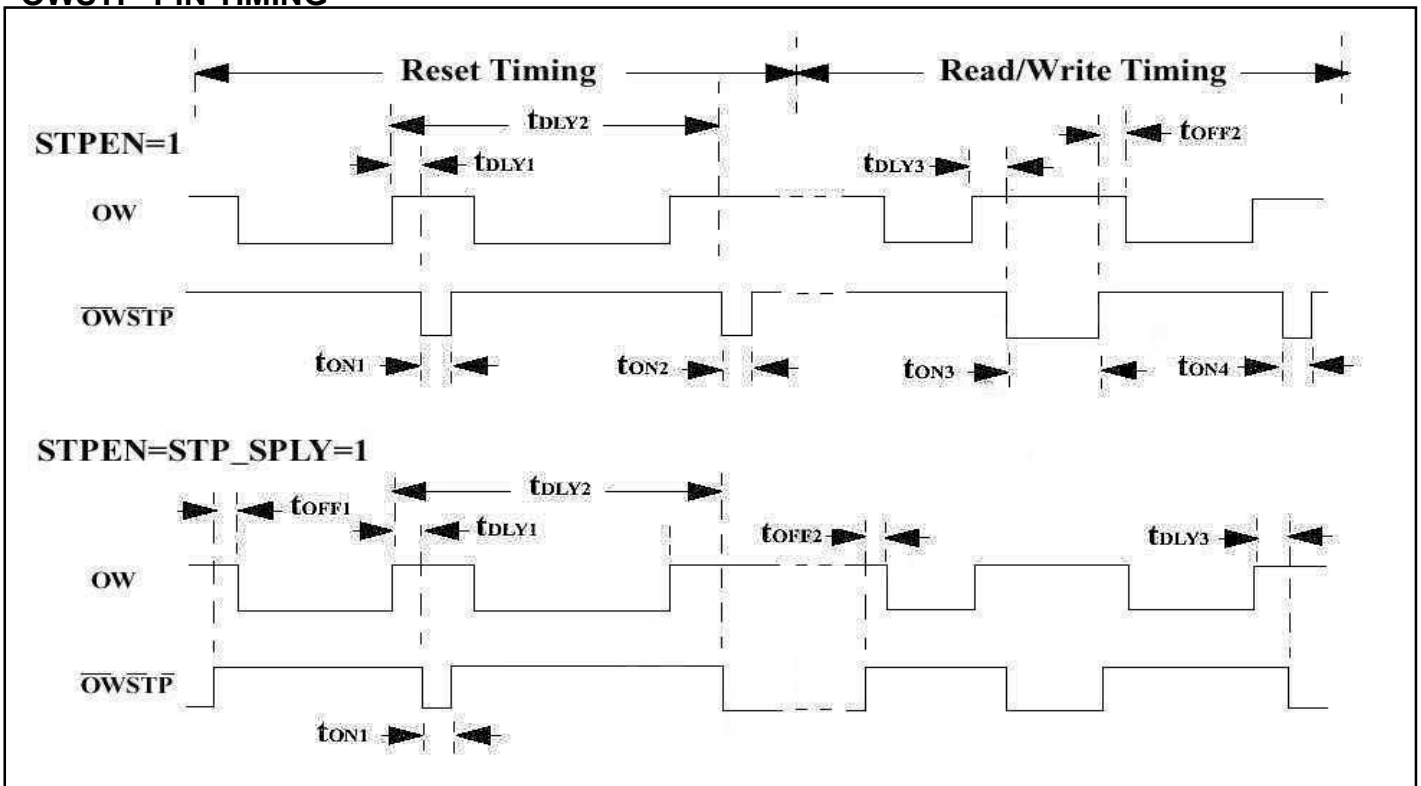 OWSTP PIN TIMING
Reset Timing
Read/Write Timing
STPEN=1
tDLY2
tOFF2
tDLY1
tDLY3
OW
OWSTP
tON1
tON2
tON3
tON4
STPEN=STP_SPLY=1
tDLY2
tOFF1
tDLY1
tOFF2
tDLY3
OW
OWSTP
tON1